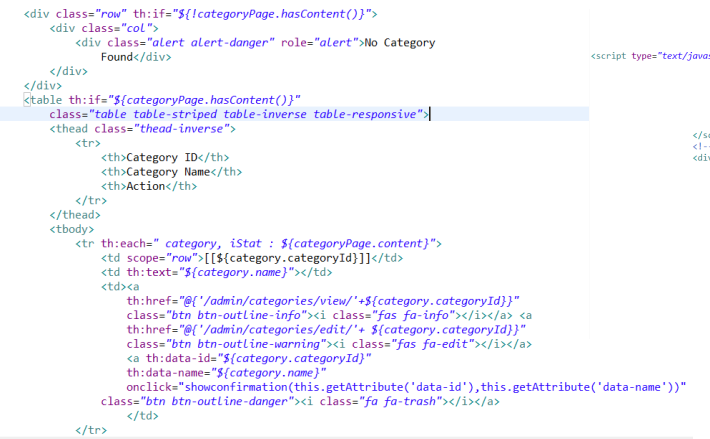 <div class="row" th:if="${!categoryPage.hasContent()}">
<div class="col">
<div class="alert alert-danger" role="alert">No Category
Found</div>
</div>
</div>
<table th:if="${categoryPage.hasContent()}"
class="table table-striped table-inverse table-responsive">
<thead class="thead-inverse">
<tr>
<th>Category ID</th>
<th>Category Name</th>
<th>Action</th>
</tr>
</thead>
<tbody>
<tr th:each=" category, iStat : ${categoryPage.content}">
<td scope="row">[[${category.categoryId}]]</td>
<td th:text="${category.name}"></td>
<td><a
th:href="@{'/admin/categories/view/'+${category.categoryId}}"
class="btn btn-outline-info"><i class="fas fa-info"></i></a> <a
th:href="@{'/admin/categories/edit/'+ ${category.categoryId}}"
class="btn btn-outline-warning"><i class="fas fa-edit"></i></a>
<a th:data-id="${category.categoryId}"
th:data-name="${category.name}"
onclick="showconfirmation(this.getAttribute('data-id'),this.getAttribute('data-name'))"
class="btn btn-outline-danger"><i class="fa fa-trash"></i></a>
</td>
</tr>
<script type="text/javas
</sc
<!--
<div